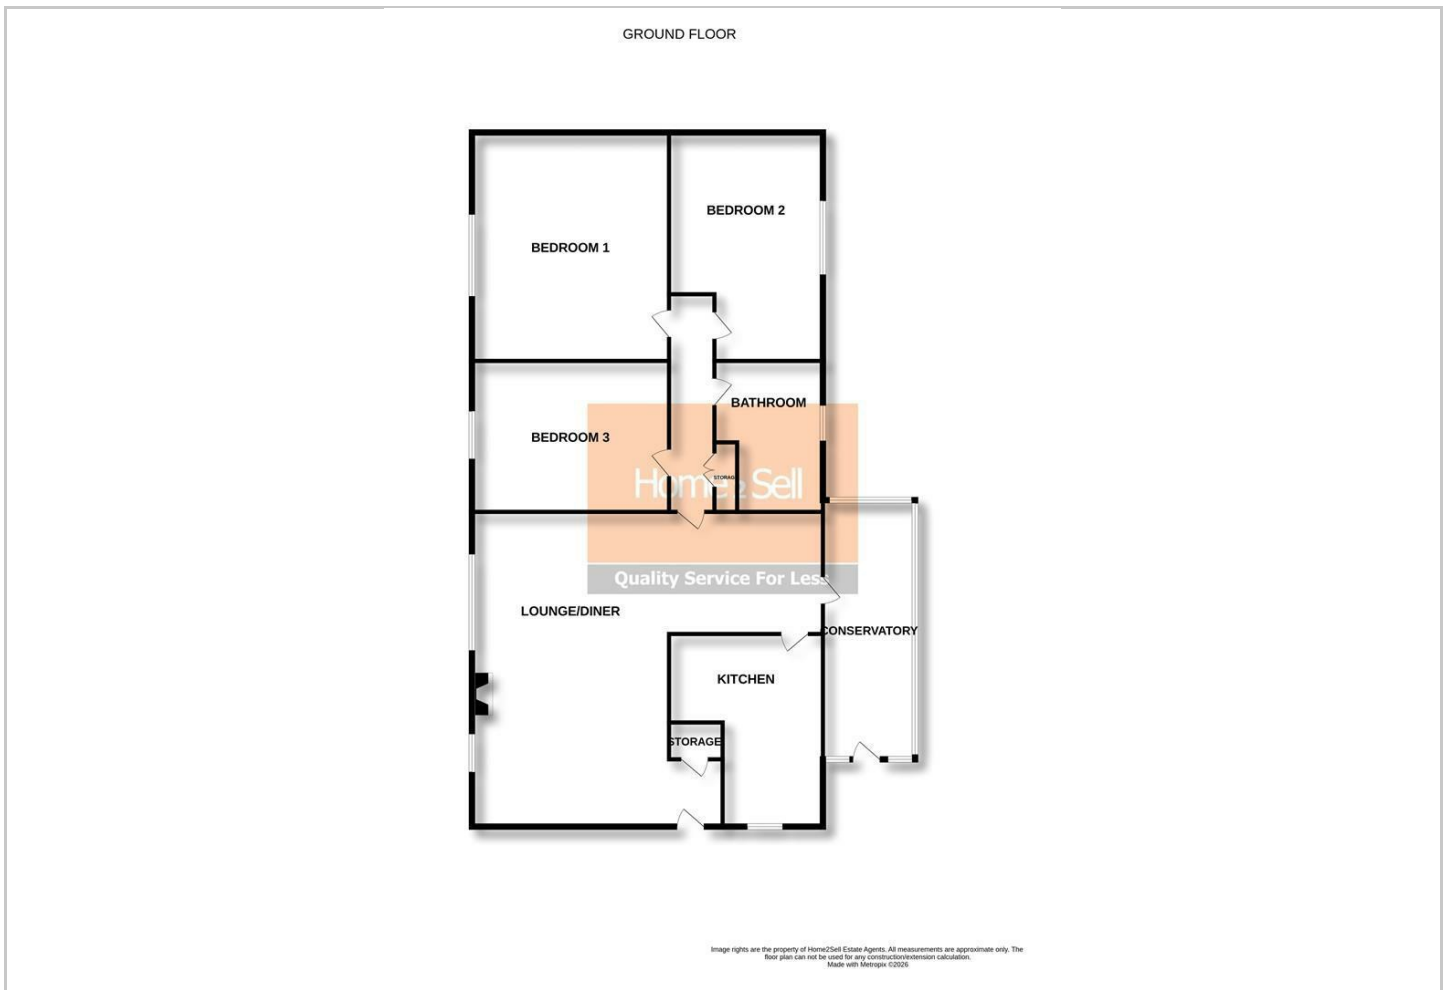 GROUND FLOOR
BEDROOM 2
BEDROOM 1
BATHROOM
BEDROOM 3
STORAGE
Home2Sell
Quality Service For Less
LOUNGE/DINER
CONSERVATORY
KITCHEN
STORAGE
Image rights are the property of Home2Sell Estate Agents. All measurements are approximate only. The
floor plan can not be used for any construction/extension calculation.
Made with Metropix ©2026